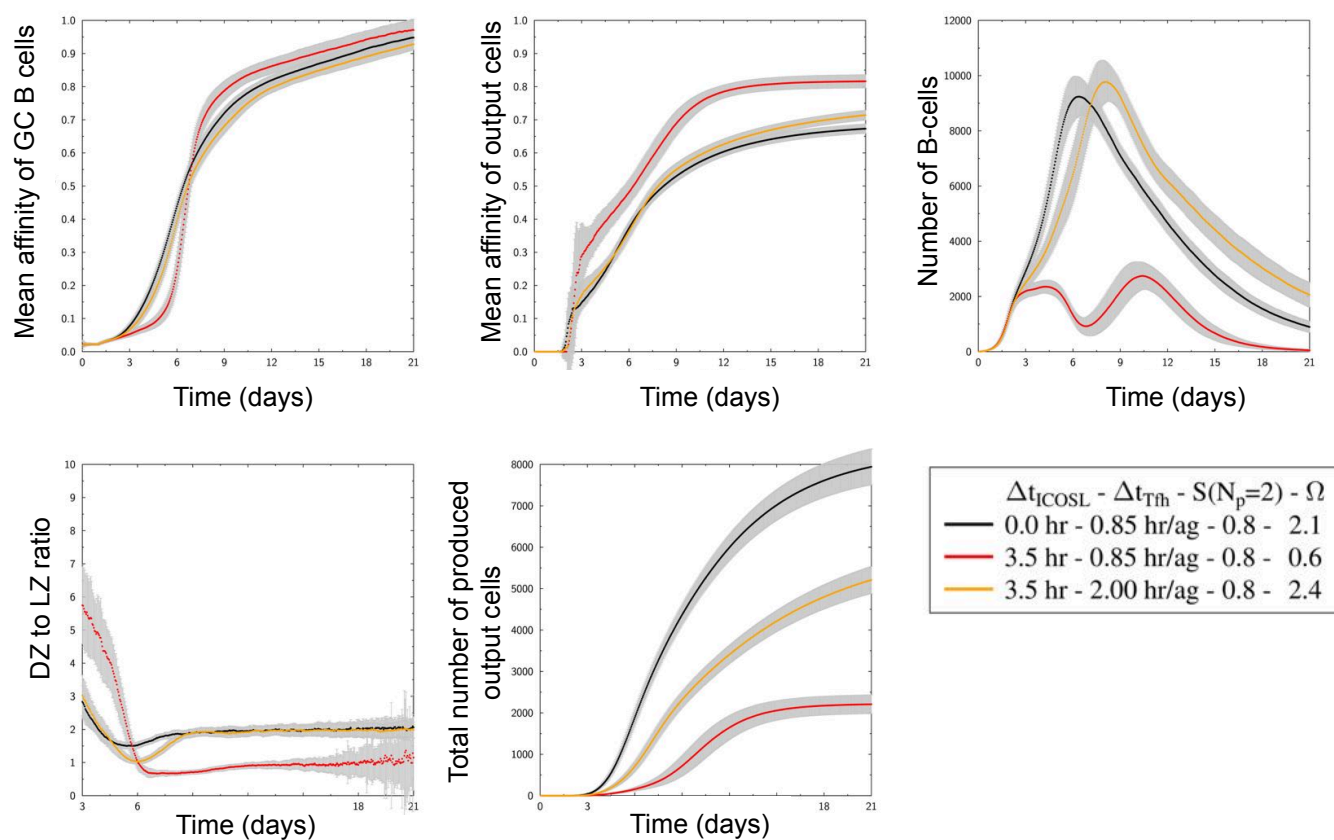 Mean affinity of GC B cells
1.0
0.9
0.8
0.7
0.6
0.5
0.4
0.3
0.2
0.1
0.0
0 3 6 9 12 15 18 21
Time (days)
Mean affinity of output cells
1.0
0.9
0.8
0.7
0.6
0.5
0.4
0.3
0.2
0.1
0.0
0 3 6 9 12 15 18 21
Time (days)
Number of B-cells
12000
10000
8000
6000
4000
2000
0
0 3 6 9 12 15 18 21
Time (days)
DZ to LZ ratio
10
9
8
7
6
5
4
3
2
1
0
3 6 18 21
Time (days)
Total number of produced
output cells
8000
7000
6000
5000
4000
3000
2000
1000
0
0 3 18 21
Time (days)
Δt_ICOSL - Δt_Tfh - S(N_p=2) - Ω
0.0 hr - 0.85 hr/ag - 0.8 - 2.1
3.5 hr - 0.85 hr/ag - 0.8 - 0.6
3.5 hr - 2.00 hr/ag - 0.8 - 2.4